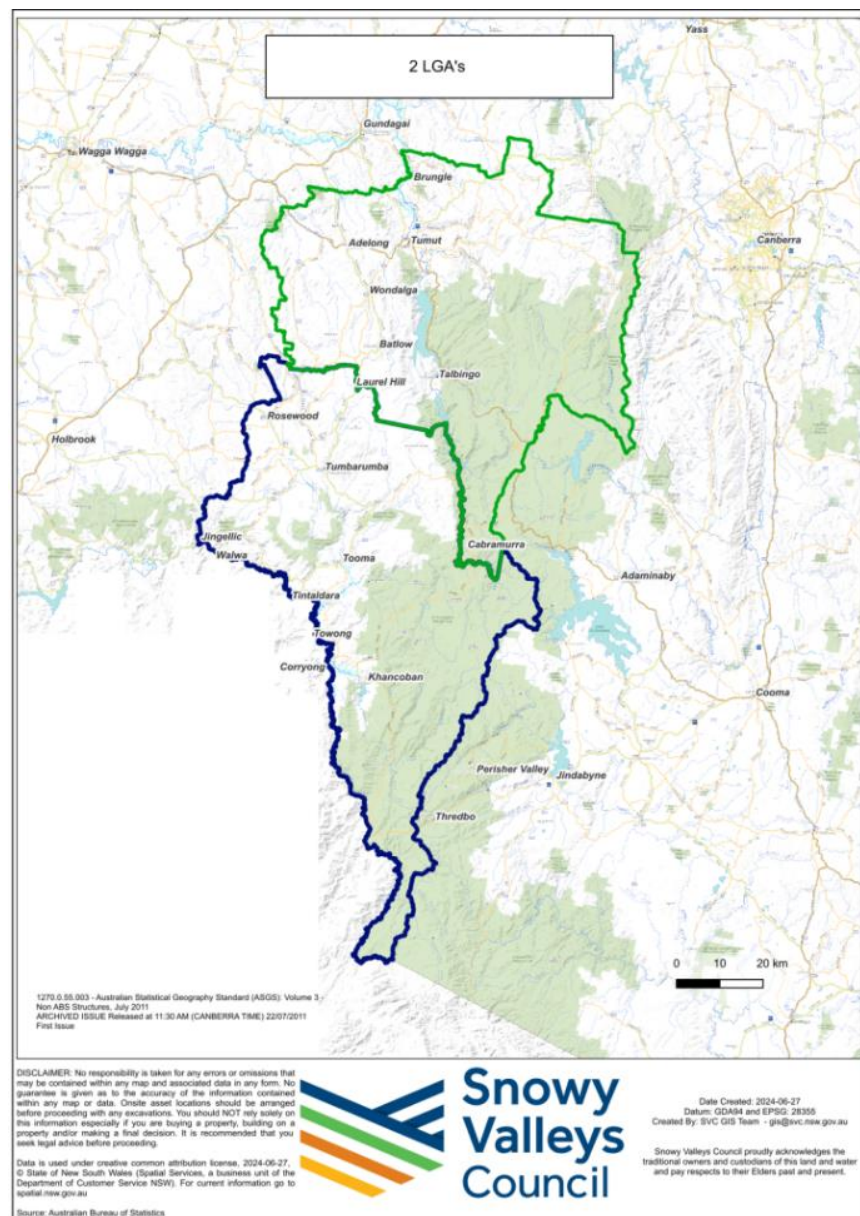 2 LGA's
Yass
Gundagai
Wagga Wagga
Brungle
Canberra
Adelong
Tumut
Wondalga
Batlow
Talbingo
Laurel Hill
Rosewood
Holbrook
Tumbarumba
Jingellic
Walwa
Cabramurra
Tooma
Adaminaby
Tintaldara
Towong
Corryong
Khancoban
Cooma
Perisher Valley
Jindabyne
Thredbo
0 10 20 km
1270.0.55.003 - Australian Statistical Geography Standard (ASGS): Volume 3 -
Non ABS Structures, July 2011
ARCHIVED ISSUE Released at 11:30 AM (CANBERRA TIME) 22/07/2011
First Issue
DISCLAIMER: No responsibility is taken for any errors or omissions that
may be contained within any map and associated data in any form. No
guarantee is given as to the accuracy of the information contained
within any map or data. Onsite asset locations should be arranged
before proceeding with any excavations. You should NOT rely solely on
this information especially if you are buying a property, building on a
property and/or making a final decision. It is recommended that you
seek legal advice before proceeding.
Data is used under creative common attribution license, 2024-06-27,
© State of New South Wales (Spatial Services, a business unit of the
Department of Customer Service NSW). For current information go to
spatial.nsw.gov.au
Source: Australian Bureau of Statistics
Snowy
Valleys
Council
Date Created: 2024-06-27
Datum: GDA94 and EPSG: 28355
Created By: SVC GIS Team - gis@svc.nsw.gov.au
Snowy Valleys Council proudly acknowledges the
traditional owners and custodians of this land and water
and pay respects to their Elders past and present.